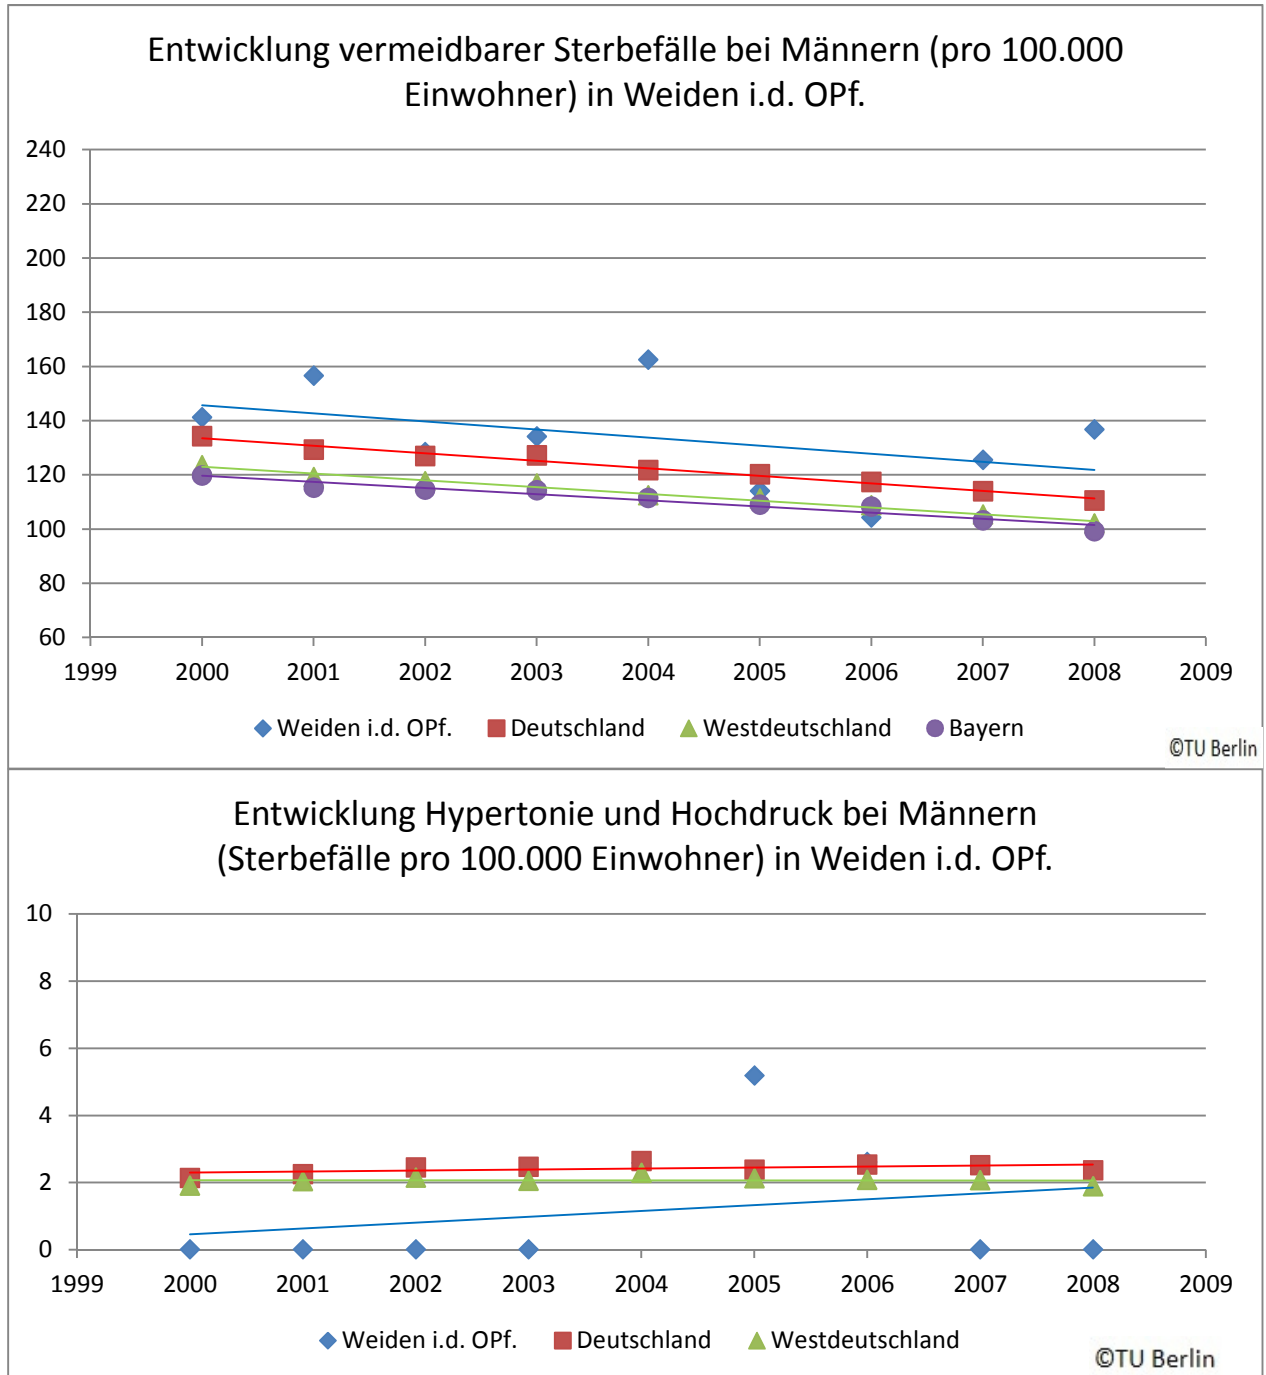 Entwicklung vermeidbarer Sterbefälle bei Männern (pro 100.000
Einwohner) in Weiden i.d. OPf.
240
220
200
180
160
140
120
100
80
60
1999 2000 2001 2002 2003 2004 2005 2006 2007 2008 2009
Weiden i.d. OPf. Deutschland Westdeutschland Bayern
©TU Berlin
Entwicklung Hypertonie und Hochdruck bei Männern
(Sterbefälle pro 100.000 Einwohner) in Weiden i.d. OPf.
10
8
6
4
2
0
1999 2000 2001 2002 2003 2004 2005 2006 2007 2008 2009
Weiden i.d. OPf. Deutschland Westdeutschland
©TU Berlin